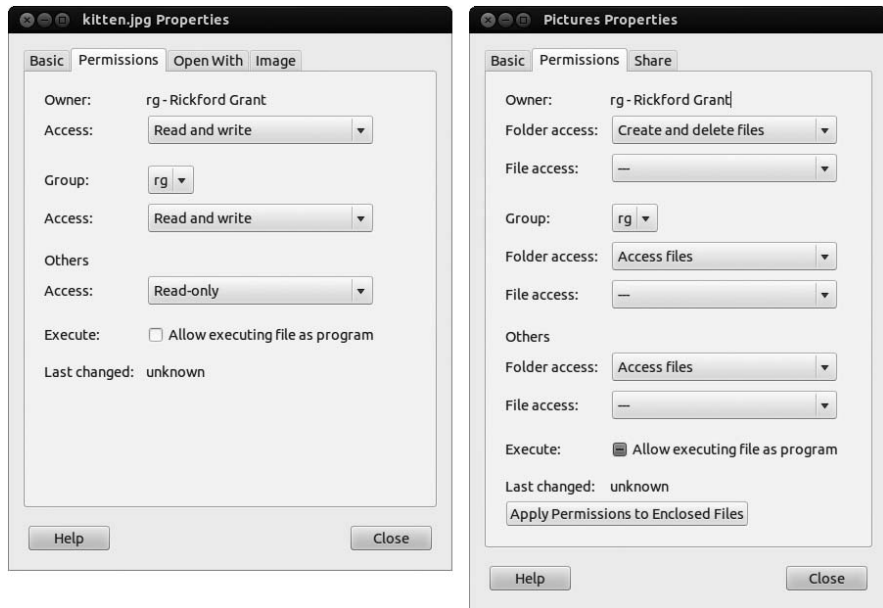 kitten.jpg Properties
Basic Permissions Open With Image
Owner: rg - Rickford Grant
Access: Read and write
Group: rg
Access: Read and write
Others
Access: Read-only
Execute: Allow executing file as program
Last changed: unknown
Help Close
Pictures Properties
Basic Permissions Share
Owner: rg - Rickford Grant
Folder access: Create and delete files
File access: ---
Group: rg
Folder access: Access files
File access: ---
Others
Folder access: Access files
File access: ---
Execute: Allow executing file as program
Last changed: unknown
Apply Permissions to Enclosed Files
Help Close